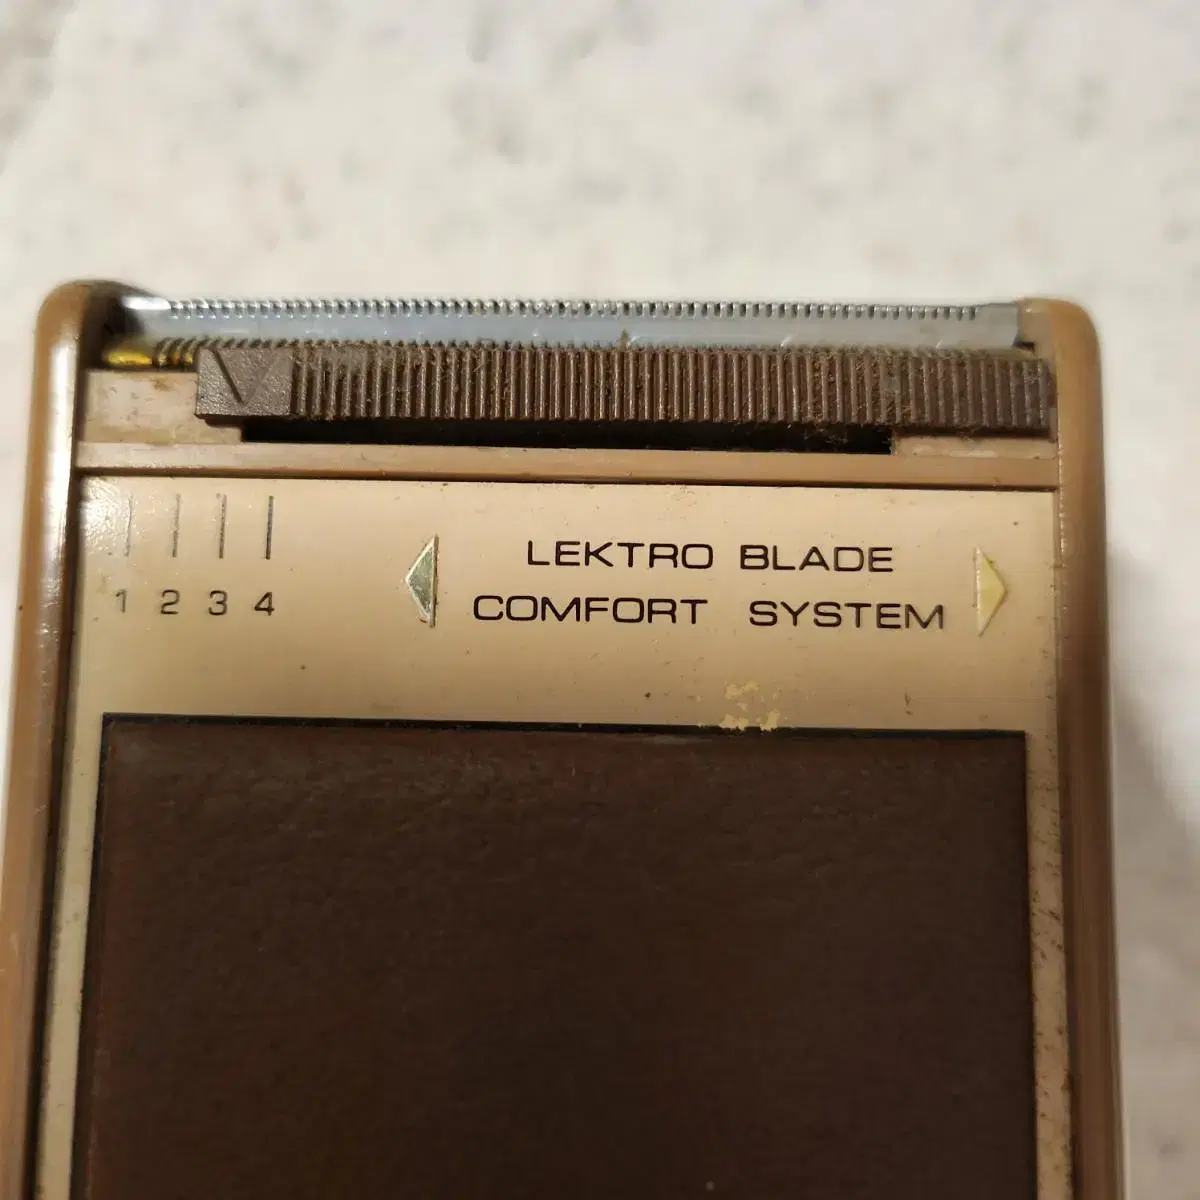 1 2 3 4
LEKTRO BLADE
COMFORT SYSTEM